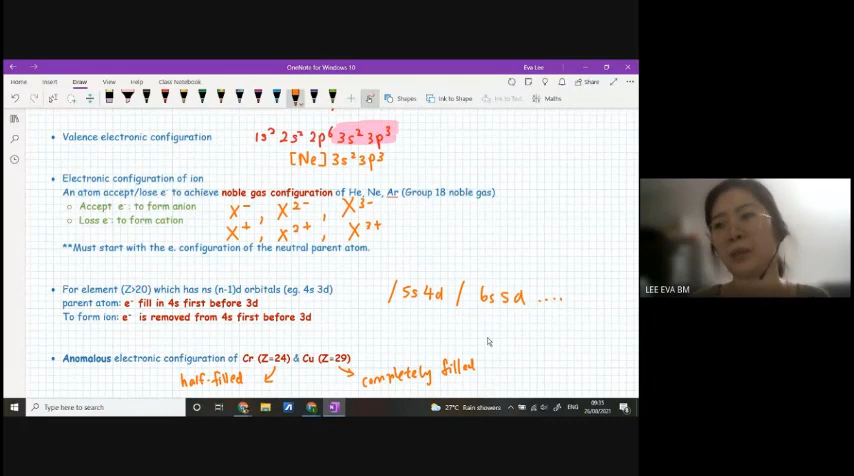 OneNote for Windows 10
Eva Lee
Home Insert Draw View Help Class Notebook
Share
Shapes Ink to Shape Ink to Text Maths
Valence electronic configuration
1s² 2s² 2p⁶ 3s² 3p³
[Ne] 3s² 3p³
Electronic configuration of ion
An atom accept/lose e⁻ to achieve noble gas configuration of He, Ne, Ar (Group 18 noble gas)
Accept e⁻: to form anion
X⁻, X²⁻, X³⁻
Loss e⁻: to form cation
X⁺, X²⁺, X³⁺
**Must start with the e. configuration of the neutral parent atom.
For element (Z>20) which has ns (n-1)d orbitals (eg. 4s 3d)
/ 5s 4d / 6s 5d ....
parent atom: e⁻ fill in 4s first before 3d
To form ion: e⁻ is removed from 4s first before 3d
Anomalous electronic configuration of Cr (Z=24) & Cu (Z=29)
half-filled
completely filled
Type here to search
27°C Rain showers
ENG
09:35
26/08/2021
LEE EVA BM